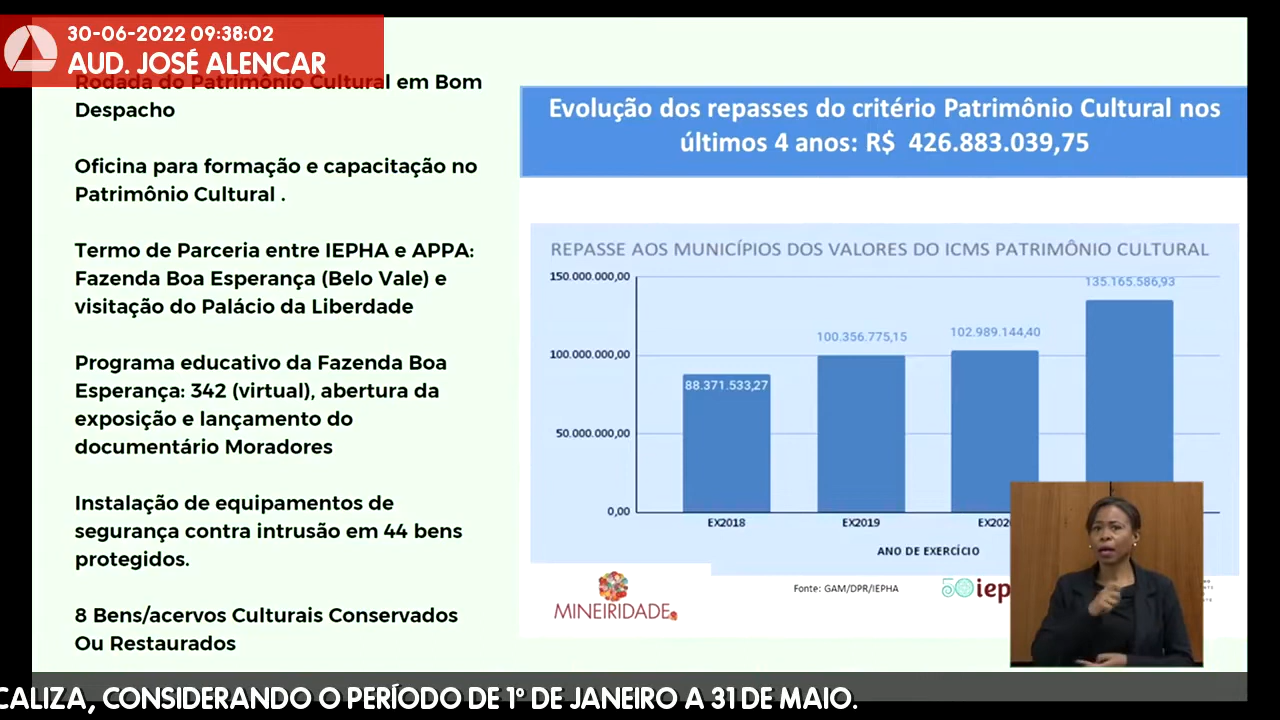 30-06-2022 09:38:02
AUD. JOSÉ ALENCAR
Rodada do Patrimônio Cultural em Bom
Despacho
Oficina para formação e capacitação no
Patrimônio Cultural .
Termo de Parceria entre IEPHA e APPA:
Fazenda Boa Esperança (Belo Vale) e
visitação do Palácio da Liberdade
Programa educativo da Fazenda Boa
Esperança: 342 (virtual), abertura da
exposição e lançamento do
documentário Moradores
Instalação de equipamentos de
segurança contra intrusão em 44 bens
protegidos.
8 Bens/acervos Culturais Conservados
Ou Restaurados
Evolução dos repasses do critério Patrimônio Cultural nos
últimos 4 anos: R$ 426.883.039,75
REPASSE AOS MUNICÍPIOS DOS VALORES DO ICMS PATRIMÔNIO CULTURAL
150.000.000,00
100.000.000,00
50.000.000,00
0,00
88.371.533,27
100.356.775,15
102.989.144,40
135.165.586,93
EX2018
EX2019
EX202
ANO DE EXERCÍCIO
MINEIRIDADE
Fonte: GAM/DPR/IEPHA
50 iep
CALIZA, CONSIDERANDO O PERÍODO DE 1º DE JANEIRO A 31 DE MAIO.